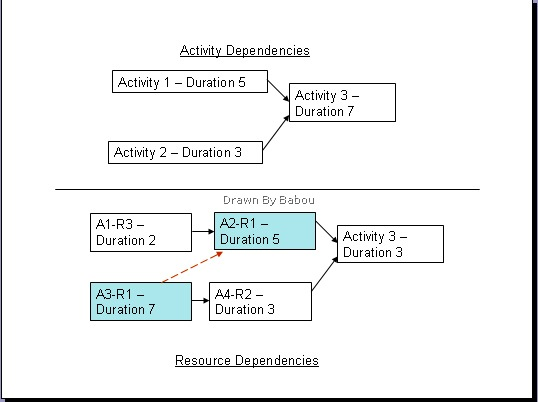 Activity Dependencies
Activity 1 – Duration 5
Activity 3 –
Duration 7
Activity 2 – Duration 3
Drawn By Babou
A1-R3 –
Duration 2
A2-R1 –
Duration 5
Activity 3 –
Duration 3
A3-R1 –
Duration 7
A4-R2 –
Duration 3
Resource Dependencies